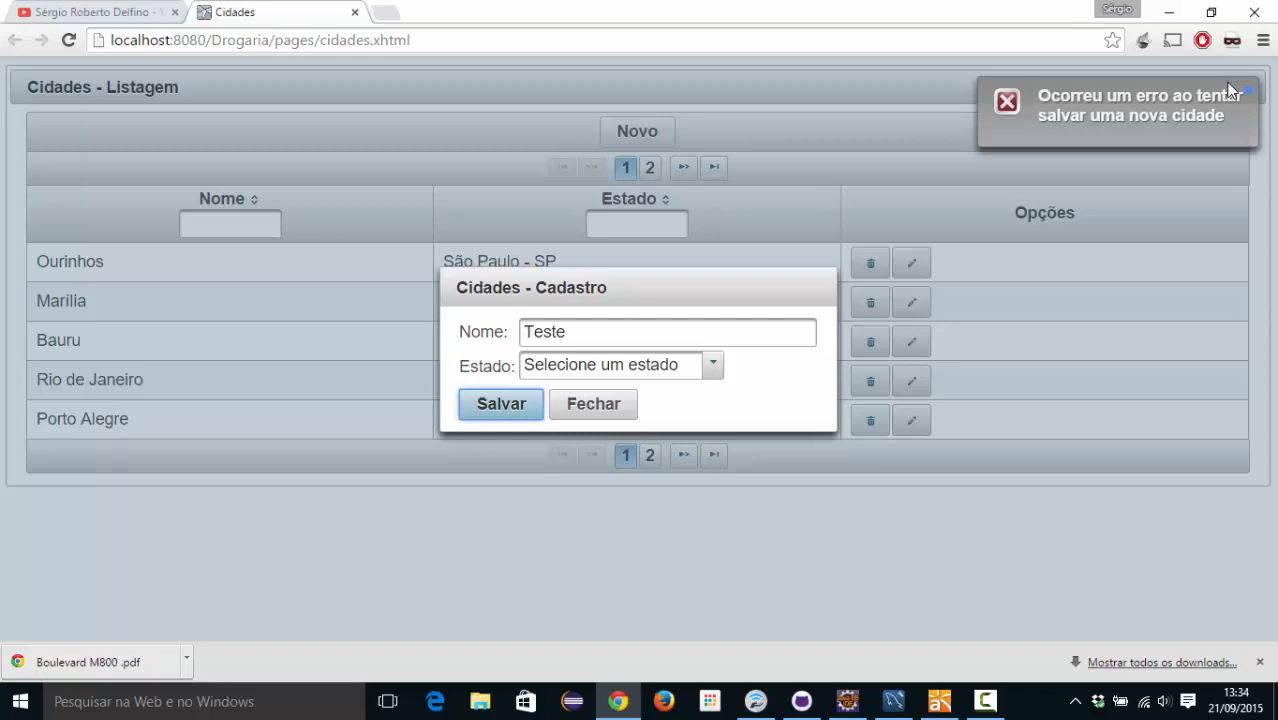 Sérgio Roberto Delfino - \
Cidades
Sérgio
localhost:8080/Drogaria/pages/cidades.xhtml
Cidades - Listagem
Ocorreu um erro ao tentar
salvar uma nova cidade
Novo
1 2
Nome
Estado
Opções
Ourinhos
São Paulo - SP
Marília
Bauru
Rio de Janeiro
Porto Alegre
Cidades - Cadastro
Nome: Teste
Estado: Selecione um estado
Salvar Fechar
1 2
Boulevard M800 .pdf
Mostrar todos os downloads...
Pesquisar na Web e no Windows
13:34
21/09/2015